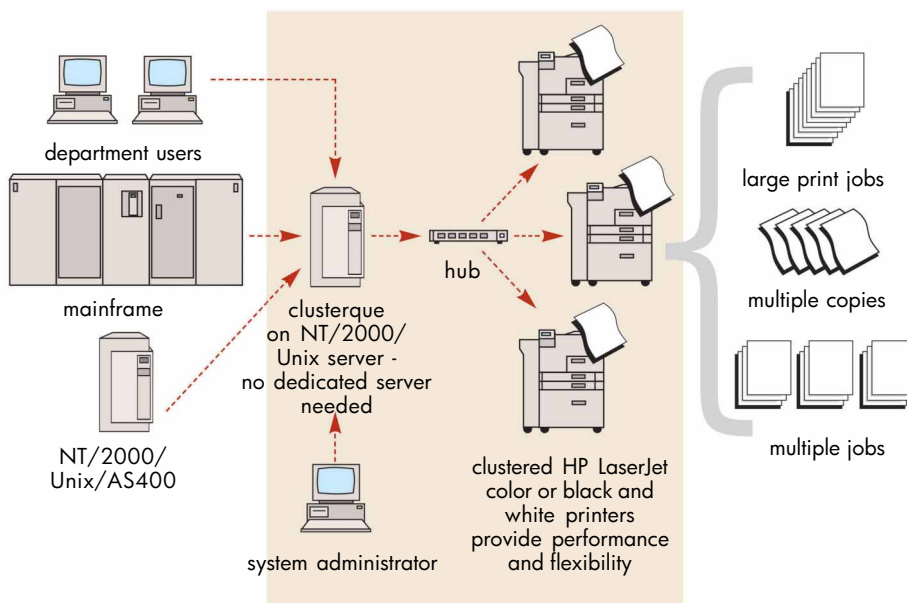 department users
mainframe
NT/2000/
Unix/AS400
clusterque
on NT/2000/
Unix server -
no dedicated server
needed
system administrator
hub
clustered HP LaserJet
color or black and
white printers
provide performance
and flexibility
large print jobs
multiple copies
multiple jobs